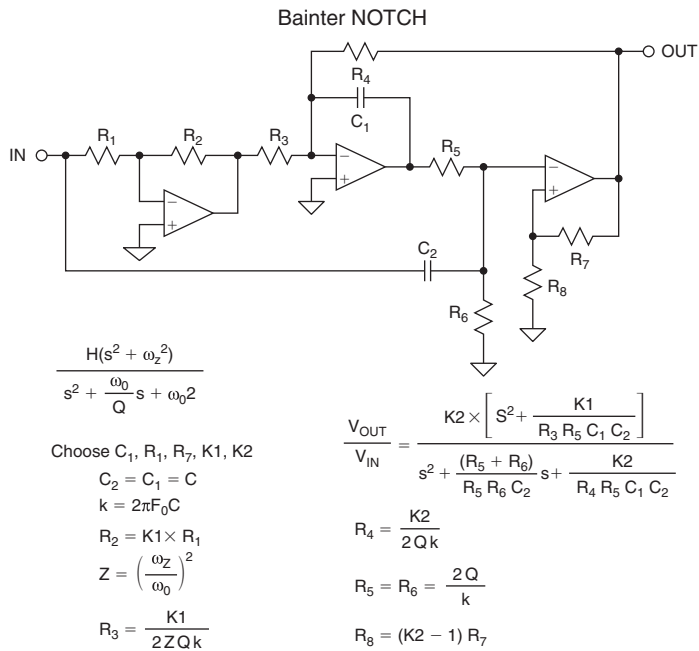 Bainter NOTCH
OUT
R4
C1
R1
R2
R3
R5
IN
−
+
−
+
−
+
C2
R7
R8
R6
H(s² + ωz²)
s² + ω0/Q s + ω02
Choose C1, R1, R7, K1, K2
C2 = C1 = C
k = 2πF0C
R2 = K1 × R1
Z = (ωZ/ω0)²
R3 = K1/2ZQk
VOUT/VIN = K2 × [S² + K1/R3 R5 C1 C2]
s² + (R5 + R6)/R5 R6 C2 s + K2/R4 R5 C1 C2
R4 = K2/2Qk
R5 = R6 = 2Q/k
R8 = (K2 − 1) R7